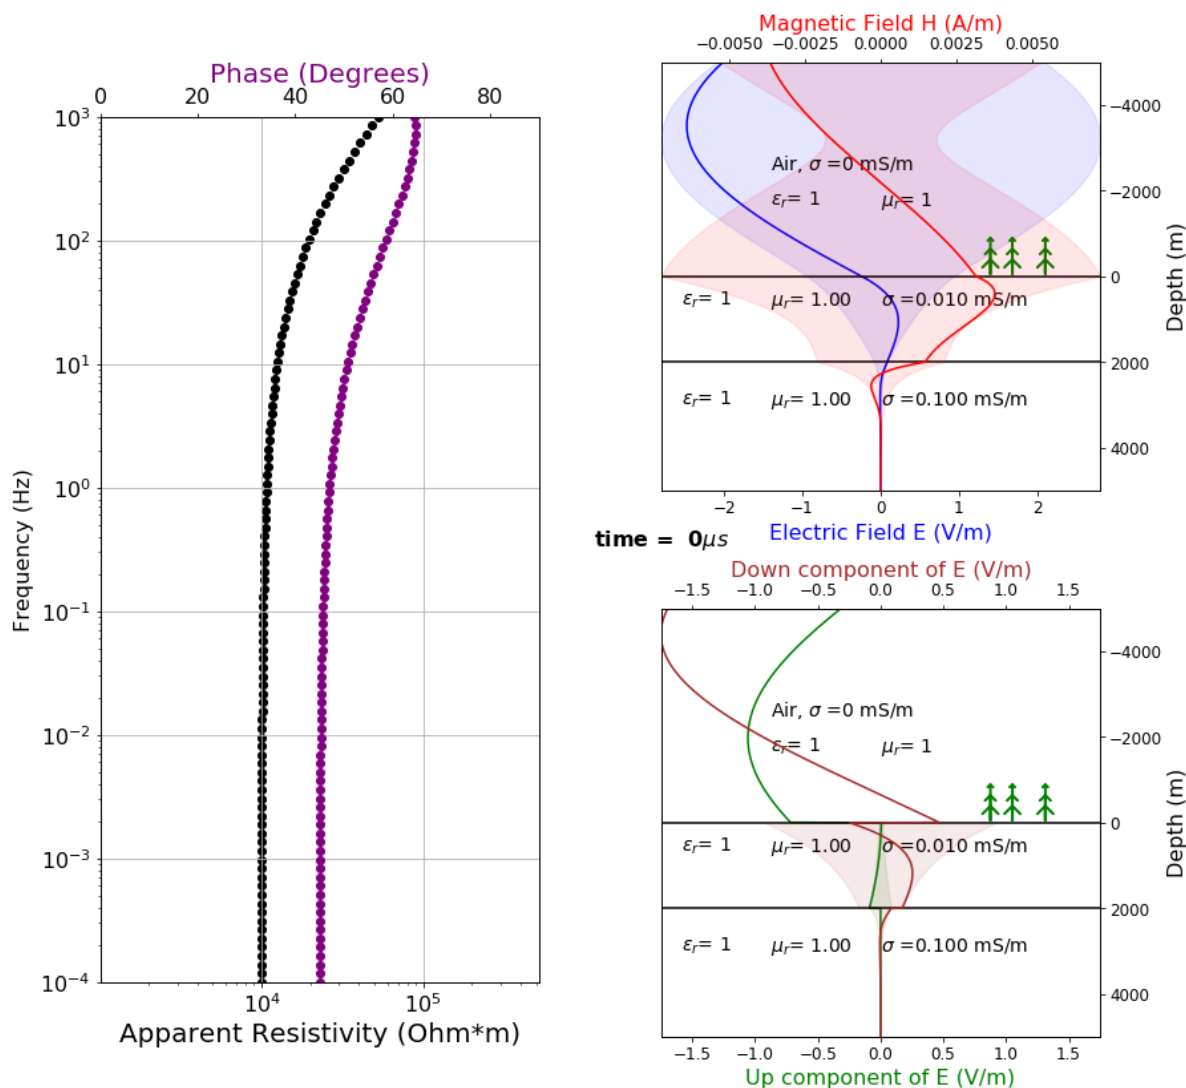 Phase (Degrees)
0 20 40 60 80
10³
10²
10¹
10⁰
10⁻¹
10⁻²
10⁻³
10⁻⁴
Frequency (Hz)
10⁴ 10⁵
Apparent Resistivity (Ohm*m)
Magnetic Field H (A/m)
−0.0050 −0.0025 0.0000 0.0025 0.0050
−4000
−2000
0
2000
4000
Depth (m)
Air, σ =0 mS/m
εᵣ= 1 μᵣ= 1
εᵣ= 1 μᵣ= 1.00 σ =0.010 mS/m
εᵣ= 1 μᵣ= 1.00 σ =0.100 mS/m
−2 −1 0 1 2
Electric Field E (V/m)
time = 0μs
Down component of E (V/m)
−1.5 −1.0 −0.5 0.0 0.5 1.0 1.5
−4000
−2000
0
2000
4000
Depth (m)
Air, σ =0 mS/m
εᵣ= 1 μᵣ= 1
εᵣ= 1 μᵣ= 1.00 σ =0.010 mS/m
εᵣ= 1 μᵣ= 1.00 σ =0.100 mS/m
−1.5 −1.0 −0.5 0.0 0.5 1.0 1.5
Up component of E (V/m)